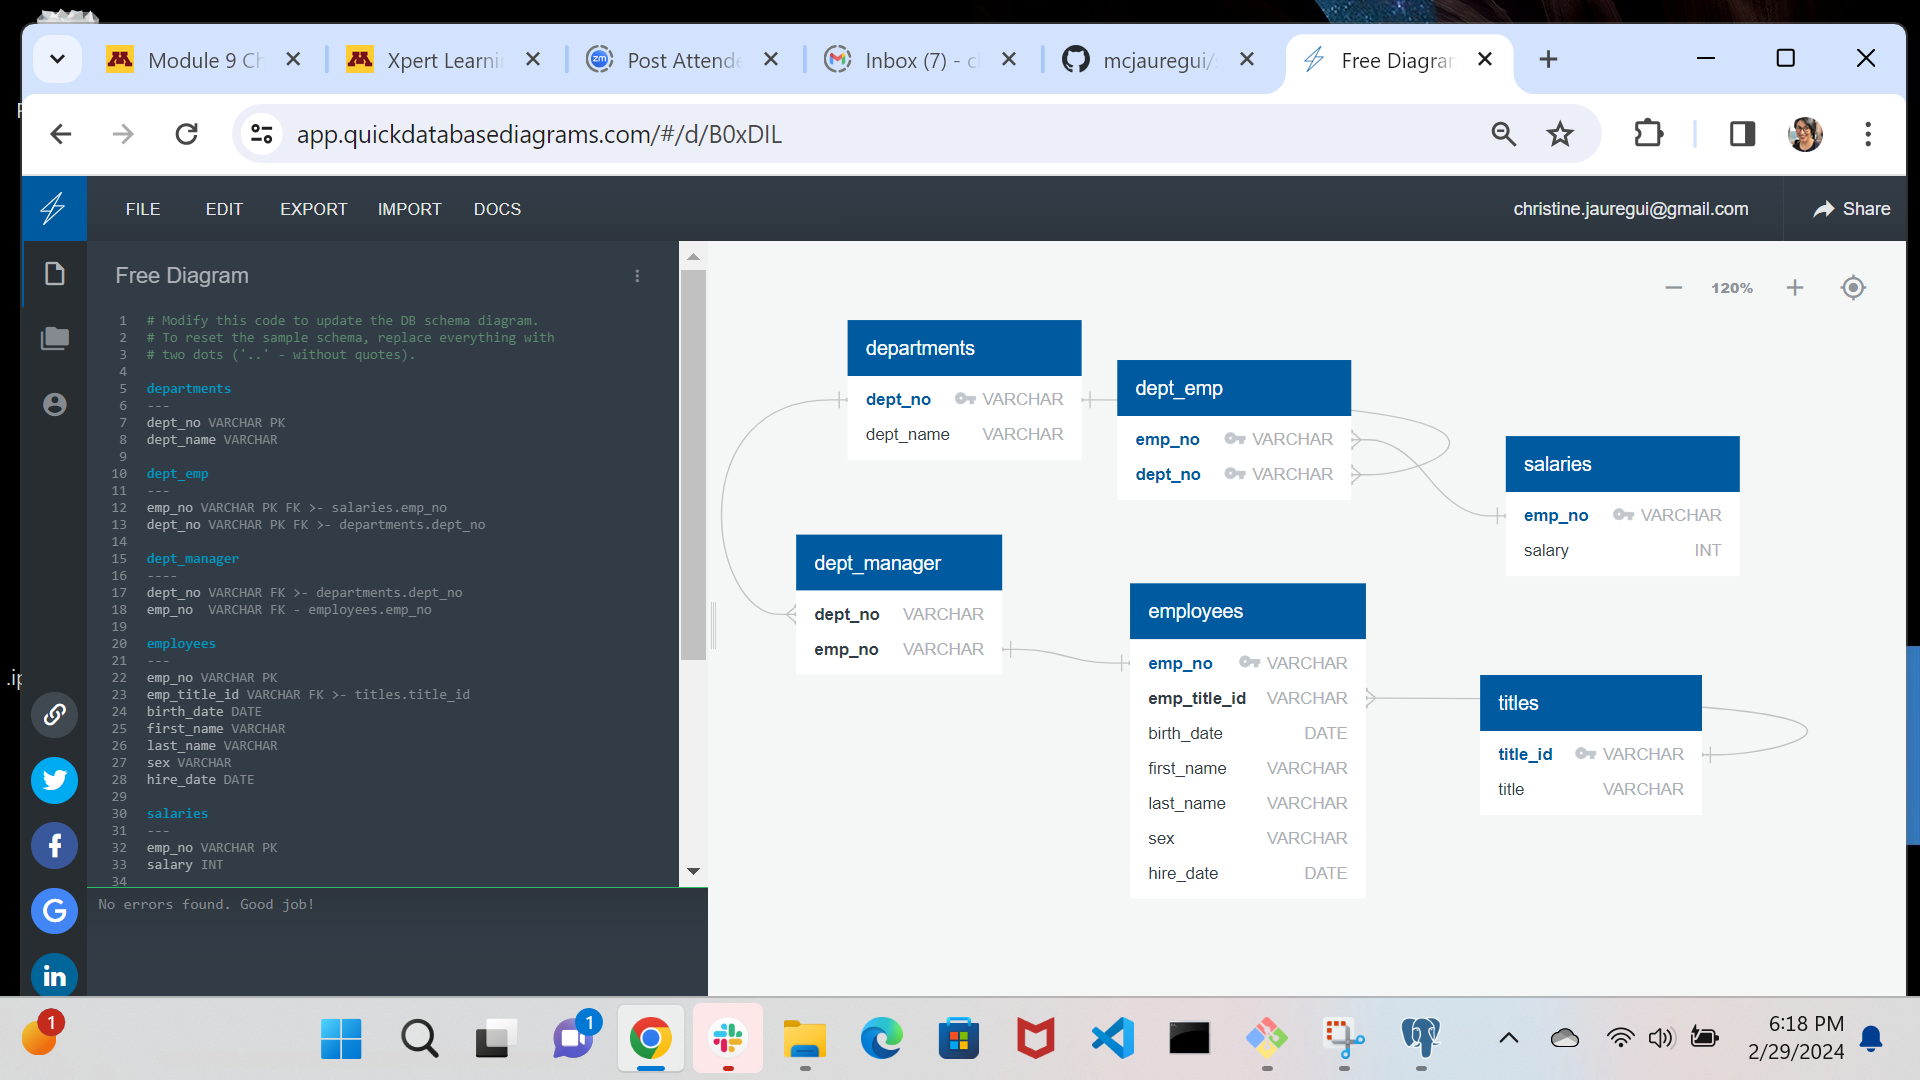 Module 9 Ch
Xpert Learni
Post Attende
Inbox (7) - c
mcjauregui/s
Free Diagrar
app.quickdatabasediagrams.com/#/d/B0xDIL
FILE EDIT EXPORT IMPORT DOCS
christine.jauregui@gmail.com
Share
Free Diagram
120%
1 # Modify this code to update the DB schema diagram.
2 # To reset the sample schema, replace everything with
3 # two dots ('..' - without quotes).
4
5 departments
6 ---
7 dept_no VARCHAR PK
8 dept_name VARCHAR
9
10 dept_emp
11 ---
12 emp_no VARCHAR PK FK >- salaries.emp_no
13 dept_no VARCHAR PK FK >- departments.dept_no
14
15 dept_manager
16 ----
17 dept_no VARCHAR FK >- departments.dept_no
18 emp_no  VARCHAR FK - employees.emp_no
19
20 employees
21 ---
22 emp_no VARCHAR PK
23 emp_title_id VARCHAR FK >- titles.title_id
24 birth_date DATE
25 first_name VARCHAR
26 last_name VARCHAR
27 sex VARCHAR
28 hire_date DATE
29
30 salaries
31 ---
32 emp_no VARCHAR PK
33 salary INT
34
No errors found. Good job!
departments
dept_no VARCHAR
dept_name VARCHAR
dept_emp
emp_no VARCHAR
dept_no VARCHAR
salaries
emp_no VARCHAR
salary INT
dept_manager
dept_no VARCHAR
emp_no VARCHAR
employees
emp_no VARCHAR
emp_title_id VARCHAR
birth_date DATE
first_name VARCHAR
last_name VARCHAR
sex VARCHAR
hire_date DATE
titles
title_id VARCHAR
title VARCHAR
.ip
1
1
6:18 PM
2/29/2024